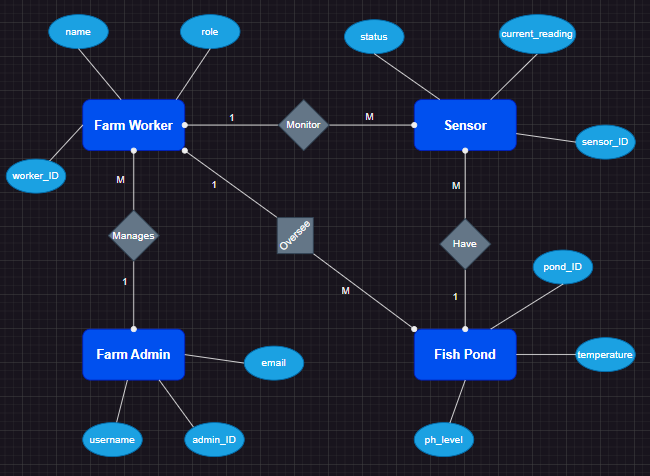 name
role
status
current_reading
Farm Worker
1
Monitor
M
Sensor
sensor_ID
worker_ID
M
1
M
Manages
Oversee
Have
pond_ID
1
M
1
Farm Admin
email
Fish Pond
temperature
username
admin_ID
ph_level